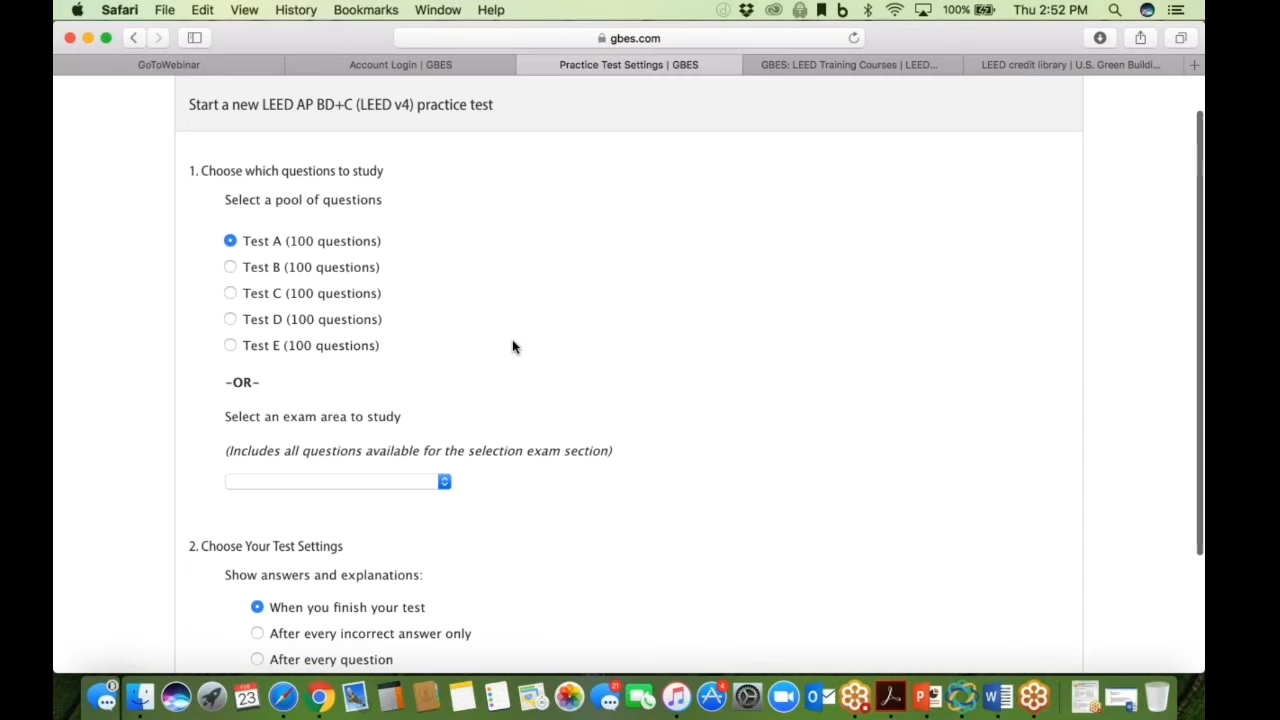 Safari File Edit View History Bookmarks Window Help 100% Thu 2:52 PM
gbes.com
GoToWebinar Account Login | GBES Practice Test Settings | GBES GBES: LEED Training Courses | LEED... LEED credit library | U.S. Green Buildi...
Start a new LEED AP BD+C (LEED v4) practice test
1. Choose which questions to study
Select a pool of questions
Test A (100 questions)
Test B (100 questions)
Test C (100 questions)
Test D (100 questions)
Test E (100 questions)
-OR-
Select an exam area to study
(Includes all questions available for the selection exam section)
2. Choose Your Test Settings
Show answers and explanations:
When you finish your test
After every incorrect answer only
After every question
23 21